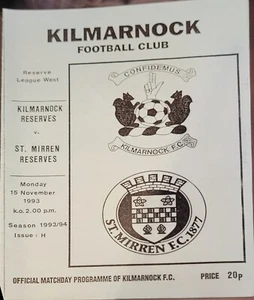 KILMARNOCK
FOOTBALL CLUB
Reserve
League West
KILMARNOCK
RESERVES
v.
ST. MIRREN
RESERVES
Monday
15 November
1993
k.o. 2.00 p.m.
Season 1992/94
Issue : H
CONFIDEMUS
KILMARNOCK F.C.
ST. MIRREN F.C. 1877
OFFICIAL MATCHDAY PROGRAMME OF KILMARNOCK F.C.
PRICE 20p